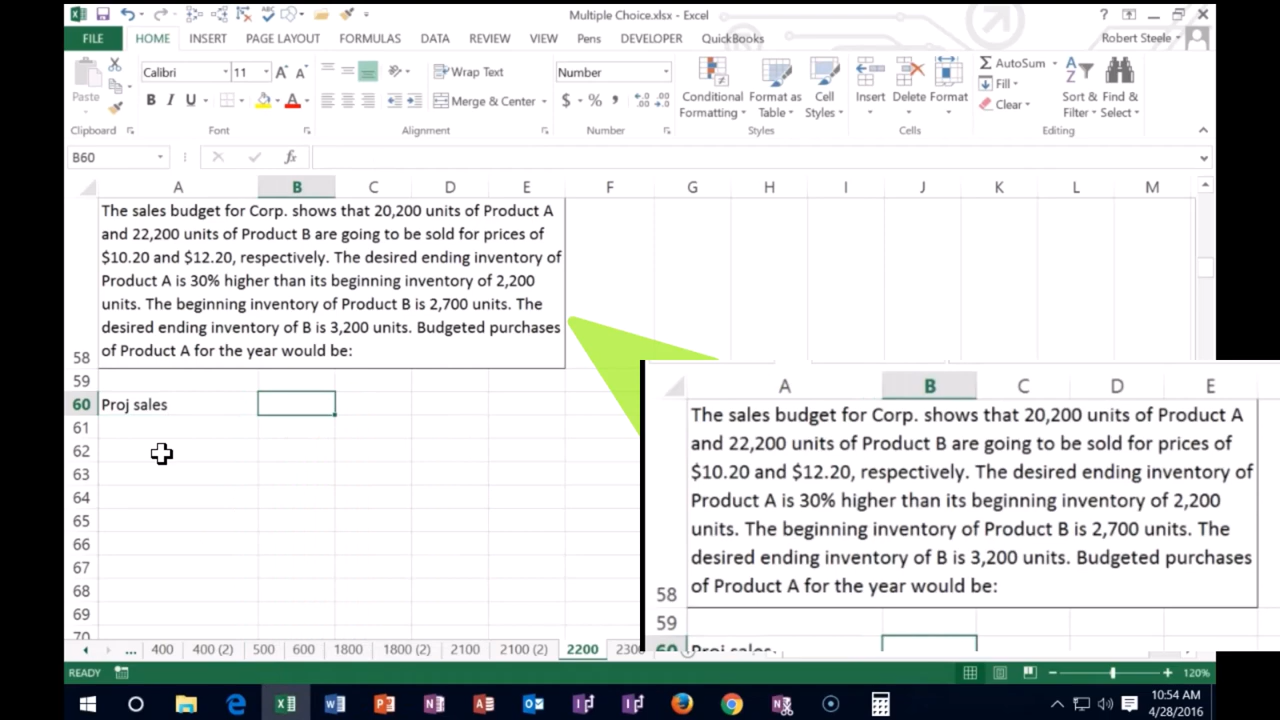 Multiple Choice.xlsx - Excel
FILE HOME INSERT PAGE LAYOUT FORMULAS DATA REVIEW VIEW Pens DEVELOPER QuickBooks Robert Steele
Paste
Calibri 11
B I U
Wrap Text
Merge & Center
Number
$ % ,
Conditional Formatting
Format as Table
Cell Styles
Insert Delete Format
AutoSum
Fill
Clear
Sort & Filter
Find & Select
Clipboard Font Alignment Number Styles Cells Editing
B60 fx
A B C D E F G H I J K L M
The sales budget for Corp. shows that 20,200 units of Product A
and 22,200 units of Product B are going to be sold for prices of
$10.20 and $12.20, respectively. The desired ending inventory of
Product A is 30% higher than its beginning inventory of 2,200
units. The beginning inventory of Product B is 2,700 units. The
desired ending inventory of B is 3,200 units. Budgeted purchases
58 of Product A for the year would be:
59
60 Proj sales
61
62
63
64
65
66
67
68
69
70
A B C D E
The sales budget for Corp. shows that 20,200 units of Product A
and 22,200 units of Product B are going to be sold for prices of
$10.20 and $12.20, respectively. The desired ending inventory of
Product A is 30% higher than its beginning inventory of 2,200
units. The beginning inventory of Product B is 2,700 units. The
desired ending inventory of B is 3,200 units. Budgeted purchases
58 of Product A for the year would be:
59
60 Proj sales
... 400 400 (2) 500 600 1800 1800 (2) 2100 2100 (2) 2200 230
READY 120%
10:54 AM
4/28/2016